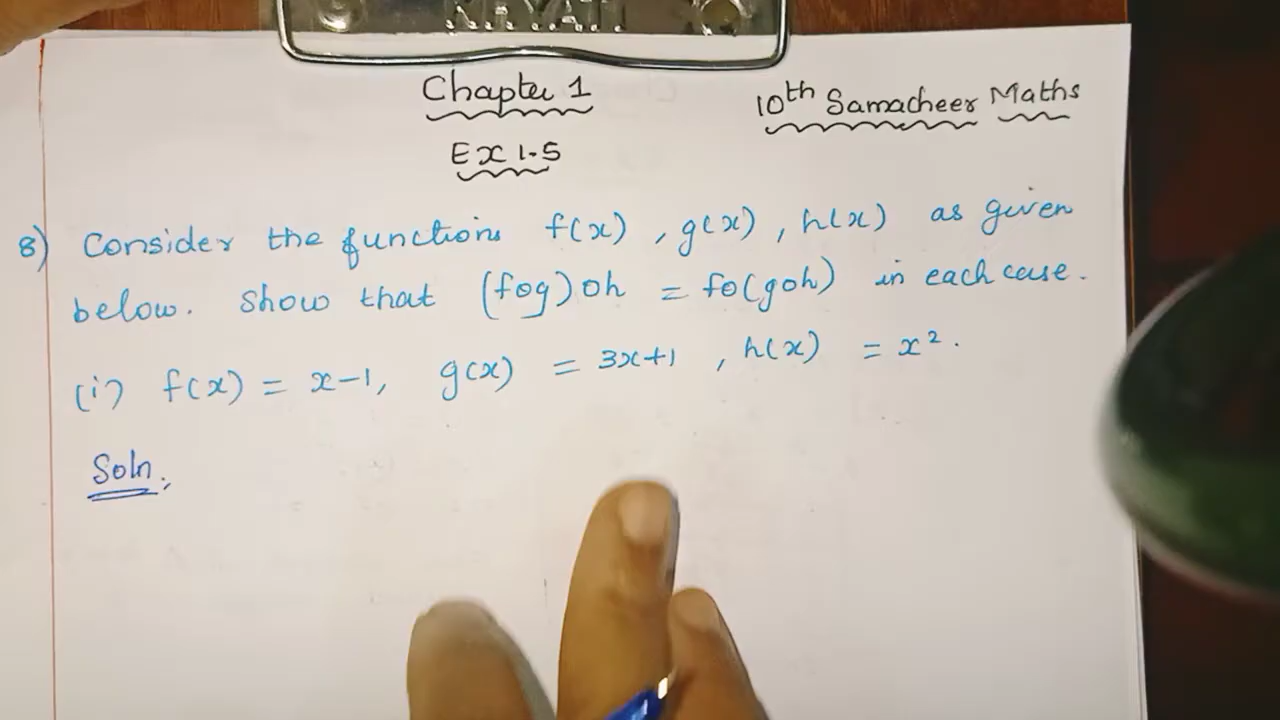 Chapter 1
10th Samacheer Maths
Ex 1.5
8) Consider the functions f(x), g(x), h(x) as given
below. Show that (fog)oh = fo(goh) in each case.
(i) f(x) = x-1, g(x) = 3x+1, h(x) = x².
Soln,